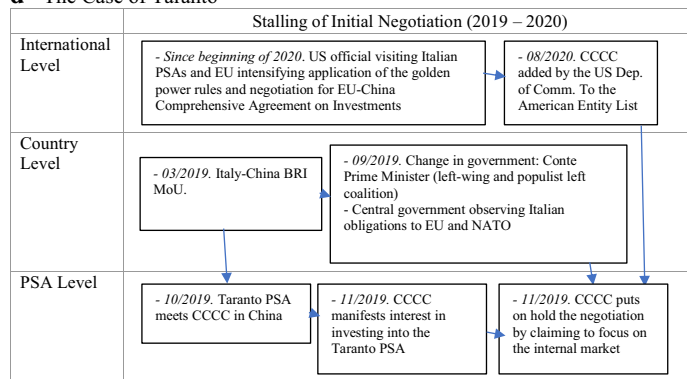 d The Case of Taranto
Stalling of Initial Negotiation (2019 – 2020)
International
Level
- Since beginning of 2020. US official visiting Italian
PSAs and EU intensifying application of the golden
power rules and negotiation for EU-China
Comprehensive Agreement on Investments
- 08/2020. CCCC
added by the US Dep.
of Comm. To the
American Entity List
Country
Level
- 03/2019. Italy-China BRI
MoU.
- 09/2019. Change in government: Conte
Prime Minister (left-wing and populist left
coalition)
- Central government observing Italian
obligations to EU and NATO
PSA Level
- 10/2019. Taranto PSA
meets CCCC in China
- 11/2019. CCCC
manifests interest in
investing into the
Taranto PSA
- 11/2019. CCCC puts
on hold the negotiation
by claiming to focus on
the internal market